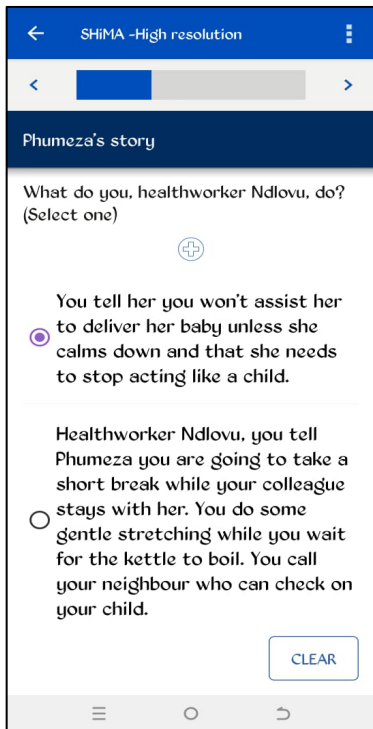 SHiMA -High resolution
Phumeza's story
What do you, healthworker Ndlovu, do?
(Select one)
You tell her you won't assist her
to deliver her baby unless she
calms down and that she needs
to stop acting like a child.
Healthworker Ndlovu, you tell
Phumeza you are going to take a
short break while your colleague
stays with her. You do some
gentle stretching while you wait
for the kettle to boil. You call
your neighbour who can check on
your child.
CLEAR